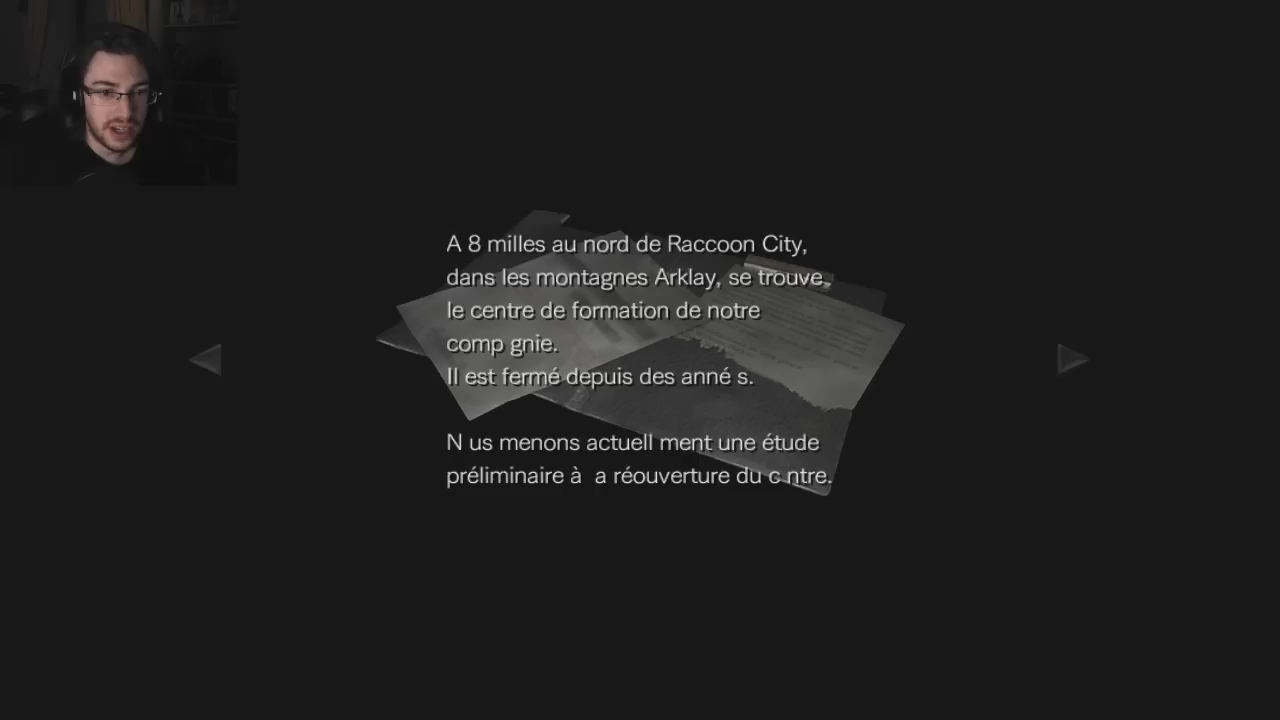 A 8 milles au nord de Raccoon City,
dans les montagnes Arklay, se trouve
le centre de formation de notre
comp gnie.
Il est fermé depuis des anné s.
N us menons actuell ment une étude
préliminaire à  a réouverture du c ntre.